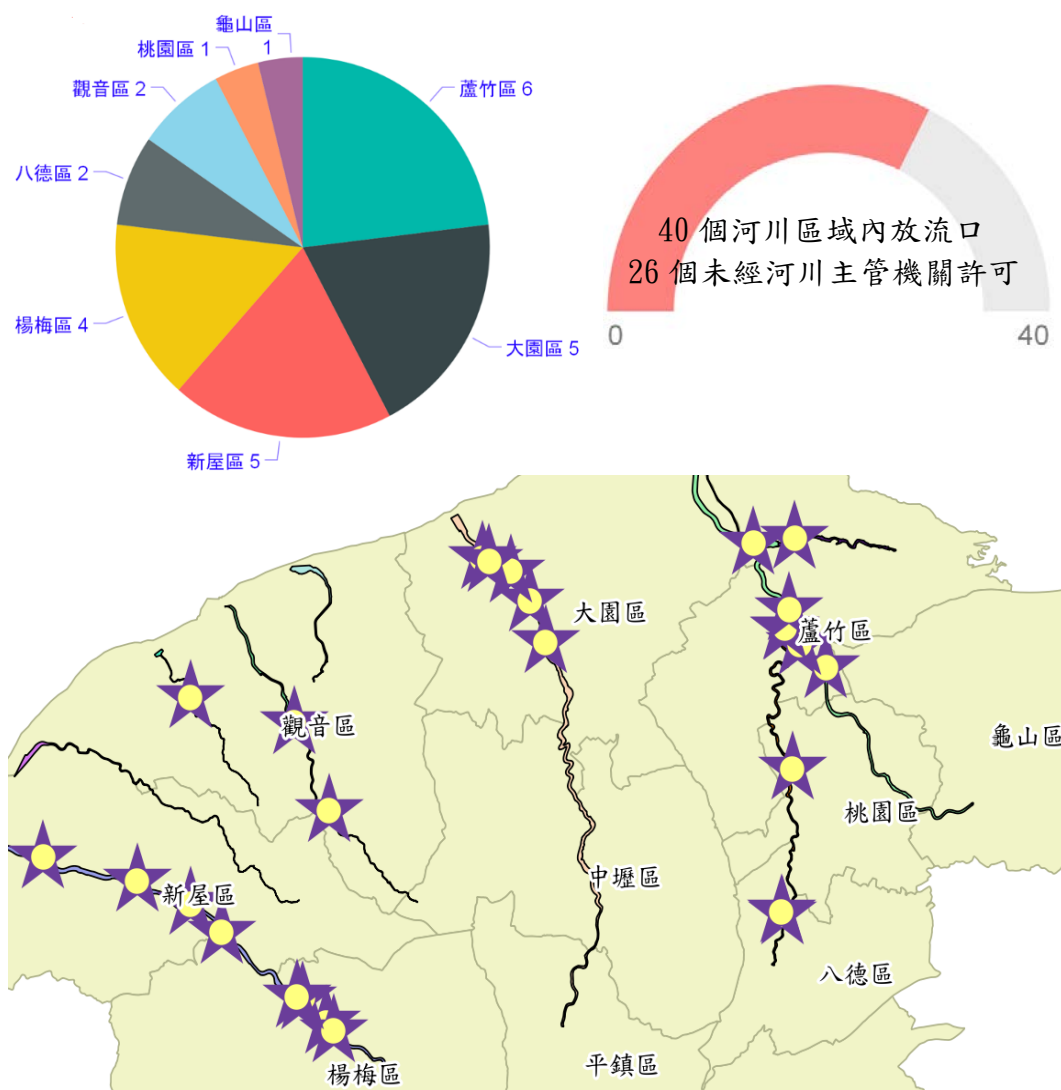 龜山區
1
桃園區 1
觀音區 2
八德區 2
楊梅區 4
新屋區 5
大園區 5
蘆竹區 6
40 個河川區域內放流口
26 個未經河川主管機關許可
0
40
大園區
蘆竹區
觀音區
龜山區
桃園區
中壢區
新屋區
八德區
平鎮區
楊梅區